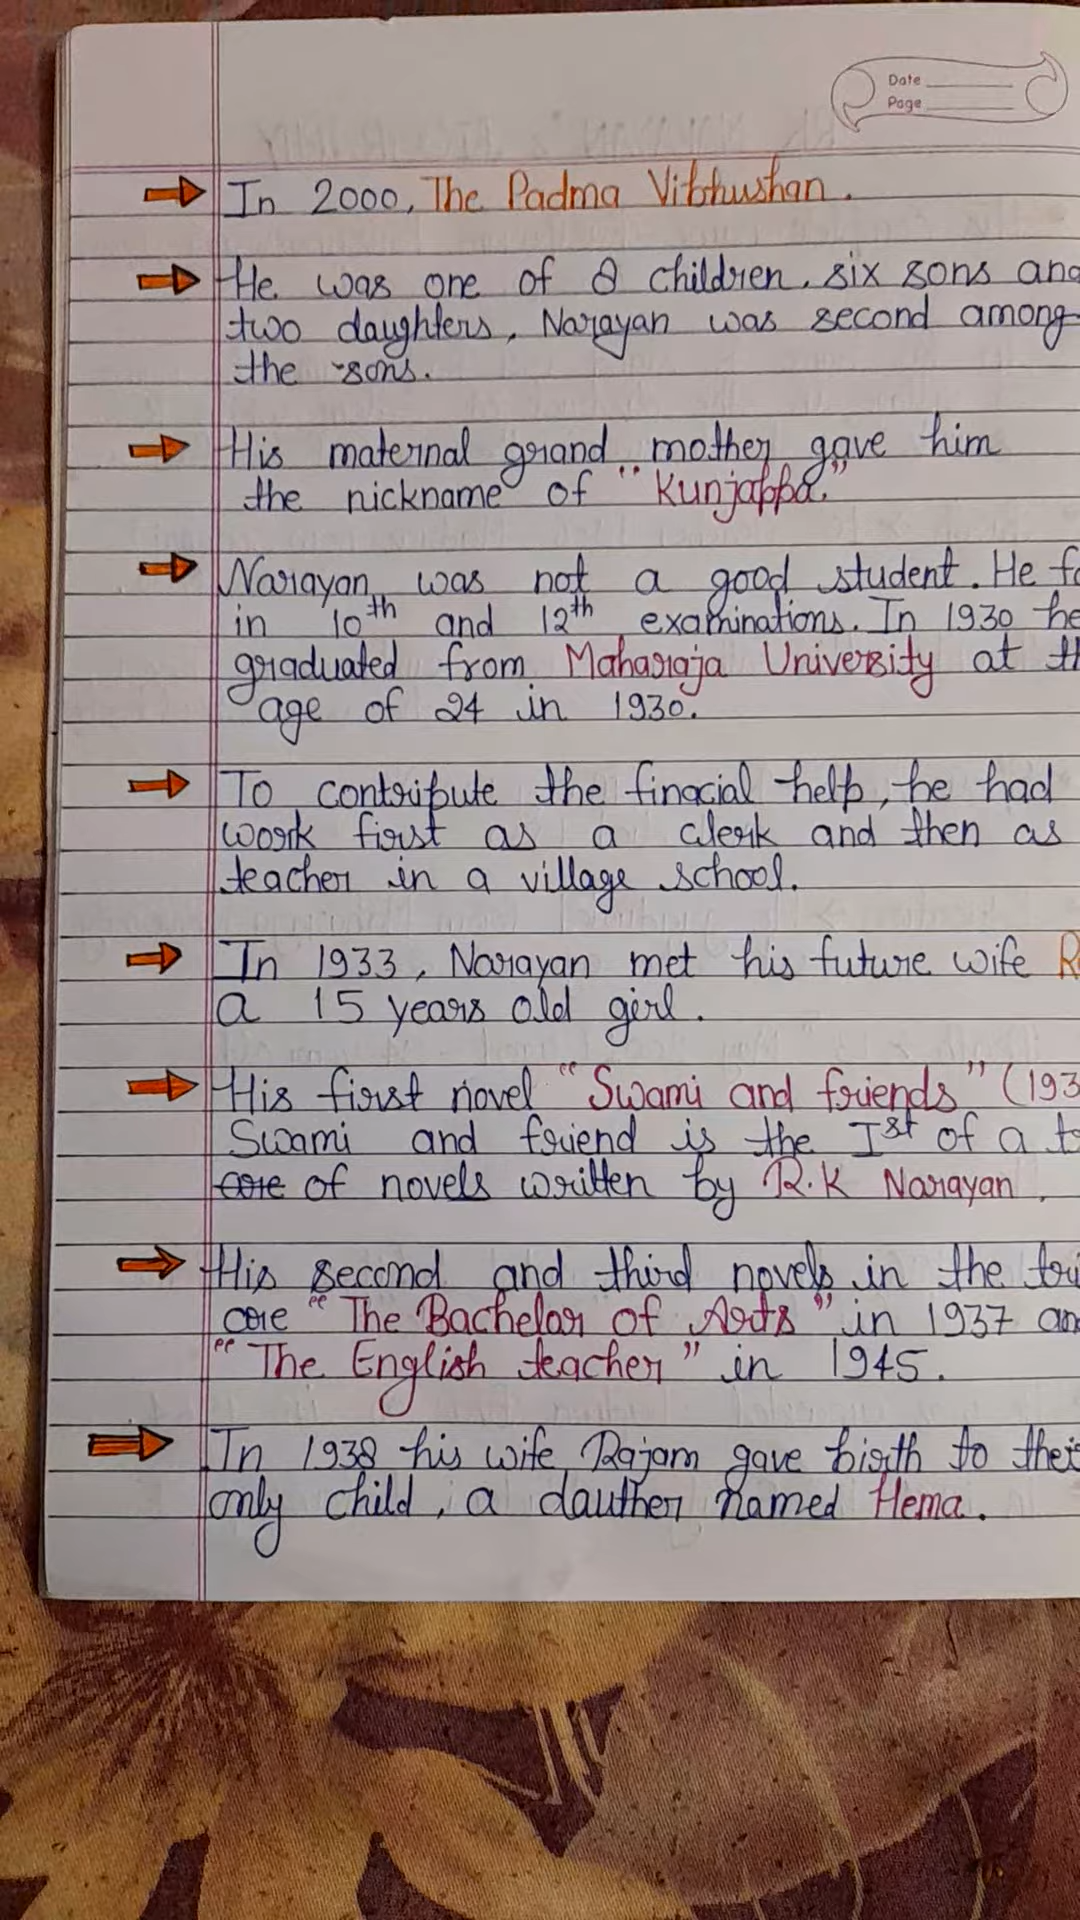 Date
Page
In 2000, The Padma Vibhushan.
He was one of 8 children, six sons and
two daughters, Narayan was second among
the sons.
His maternal grand mother gave him
the nickname of "Kunjappa."
Narayan was not a good student. He
in 10th and 12th examinations. In 1930 he
graduated from Maharaja University at
age of 24 in 1930.
To contribute the finacial help, he had
work first as a clerk and then as
teacher in a village school.
In 1933, Narayan met his future wife
a 15 years old girl.
His first novel "Swami and friends" (193
Swami and friend is the Ist of a
of novels written by R.K Narayan.
His second and third novels in the
"The Bachelor of Arts" in 1937
"The English teacher" in 1945.
In 1938 his wife Rajam gave birth to their
only child, a dauther named Hema.